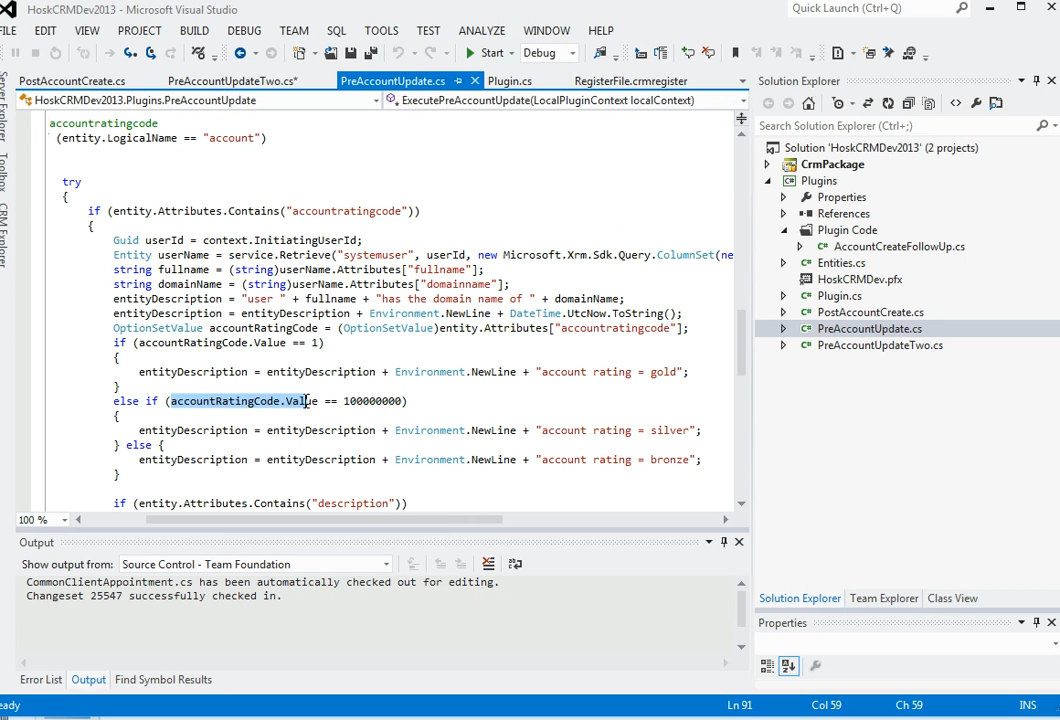 HoskCRMDev2013 - Microsoft Visual Studio
Quick Launch (Ctrl+Q)
FILE EDIT VIEW PROJECT BUILD DEBUG TEAM SQL TOOLS TEST ANALYZE WINDOW HELP
Start Debug
PostAccountCreate.cs PreAccountUpdateTwo.cs* PreAccountUpdate.cs Plugin.cs RegisterFile.crmregister
HoskCRMDev2013.Plugins.PreAccountUpdate ExecutePreAccountUpdate(LocalPluginContext localContext)
Server Explorer
Toolbox
CRM Explorer
accountratingcode
(entity.LogicalName == "account")
try
{
if (entity.Attributes.Contains("accountratingcode"))
{
Guid userId = context.InitiatingUserId;
Entity userName = service.Retrieve("systemuser", userId, new Microsoft.Xrm.Sdk.Query.ColumnSet(ne
string fullname = (string)userName.Attributes["fullname"];
string domainName = (string)userName.Attributes["domainname"];
entityDescription = "user " + fullname + "has the domain name of " + domainName;
entityDescription = entityDescription + Environment.NewLine + DateTime.UtcNow.ToString();
OptionSetValue accountRatingCode = (OptionSetValue)entity.Attributes["accountratingcode"];
if (accountRatingCode.Value == 1)
{
entityDescription = entityDescription + Environment.NewLine + "account rating = gold";
}
else if (accountRatingCode.Value == 100000000)
{
entityDescription = entityDescription + Environment.NewLine + "account rating = silver";
} else {
entityDescription = entityDescription + Environment.NewLine + "account rating = bronze";
}
if (entity.Attributes.Contains("description"))
100 %
Output
Show output from: Source Control - Team Foundation
CommonClientAppointment.cs has been automatically checked out for editing.
Changeset 25547 successfully checked in.
Error List Output Find Symbol Results
Solution Explorer
Search Solution Explorer (Ctrl+;)
Solution 'HoskCRMDev2013' (2 projects)
CrmPackage
Plugins
Properties
References
Plugin Code
AccountCreateFollowUp.cs
Entities.cs
HoskCRMDev.pfx
Plugin.cs
PostAccountCreate.cs
PreAccountUpdate.cs
PreAccountUpdateTwo.cs
Solution Explorer Team Explorer Class View
Properties
eady Ln 91 Col 59 Ch 59 INS